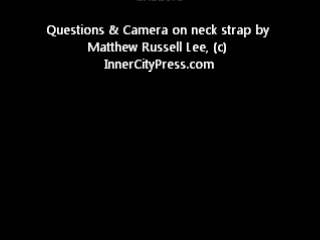 Questions & Camera on neck strap by
Matthew Russell Lee, (c)
InnerCityPress.com